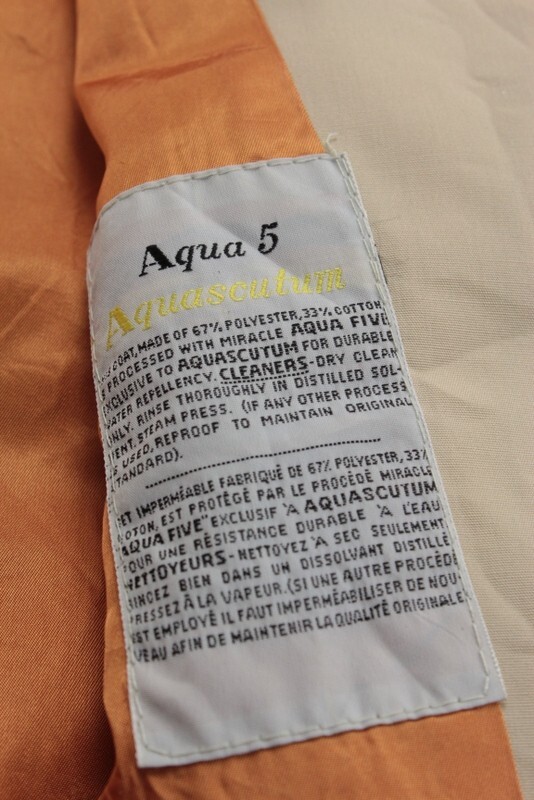 Aqua 5
Aquascutum
S COAT, MADE OF 67% POLYESTER, 33% COTTON,
S PROCESSED WITH MIRACLE AQUA FIVE
EXCLUSIVE TO AQUASCUTUM FOR DURABLE
WATER REPELLENCY. CLEANERS-DRY CLEAN
ONLY. RINSE THOROUGHLY IN DISTILLED SOL-
VENT. STEAM PRESS. (IF ANY OTHER PROCESS
IS USED, REPROOF TO MAINTAIN ORIGINAL
STANDARD).
CET IMPERMÉABLE FABRIQUÉ DE 67% POLYESTER, 33%
COTON, EST PROTÉGÉ PAR LE PROCÉDÉ MIRACLE
AQUA FIVE" EXCLUSIF 'A AQUASCUTUM
POUR UNE RÉSISTANCE DURABLE 'A L'EAU
NETTOYEURS-NETTOYEZ 'A SEC SEULEMENT
RINCEZ BIEN DANS UN DISSOLVANT DISTILLÉ
PRESSEZ À LA VAPEUR. (SI UNE AUTRE PROCÉDÉ
EST EMPLOYÉ IL FAUT IMPERMÉABILISER DE NOU-
VEAU AFIN DE MAINTENIR LA QUALITÉ ORIGINALE